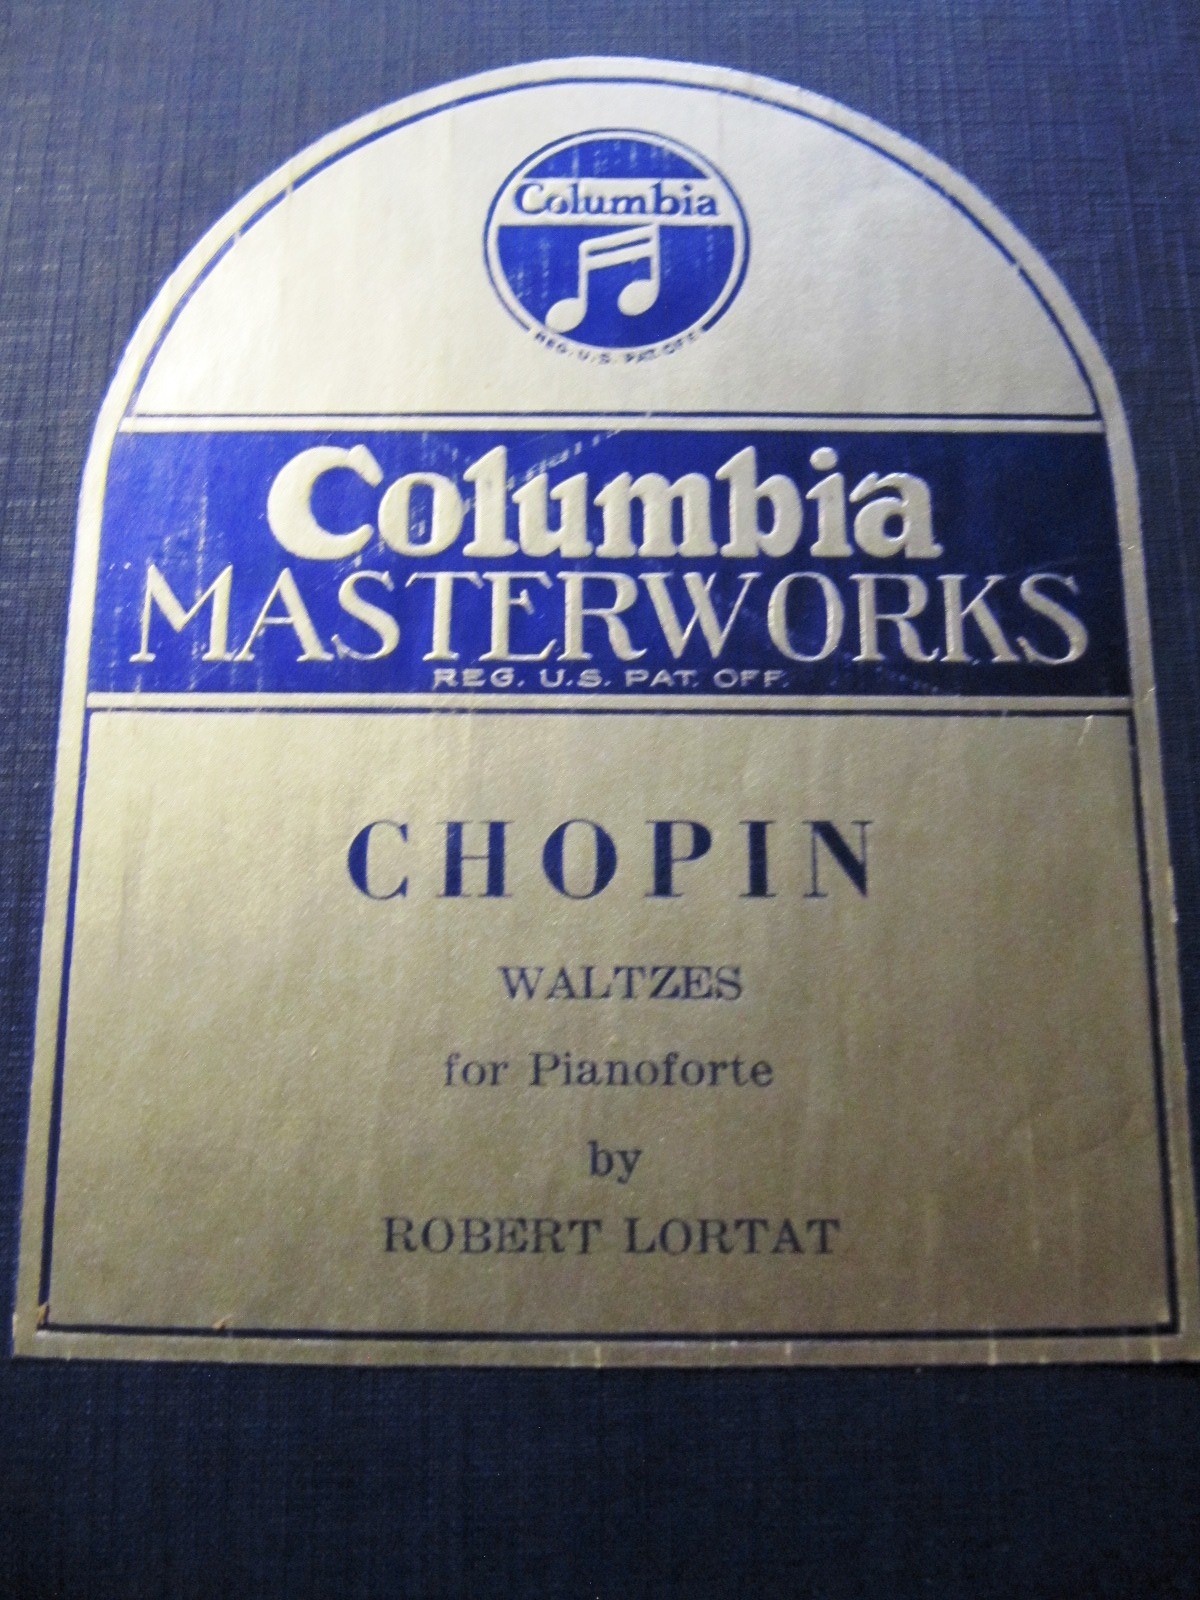 Columbia
REG. U.S. PAT. OFF.
Columbia
MASTERWORKS
REG. U.S. PAT. OFF.
CHOPIN
WALTZES
for Pianoforte
by
ROBERT LORTAT